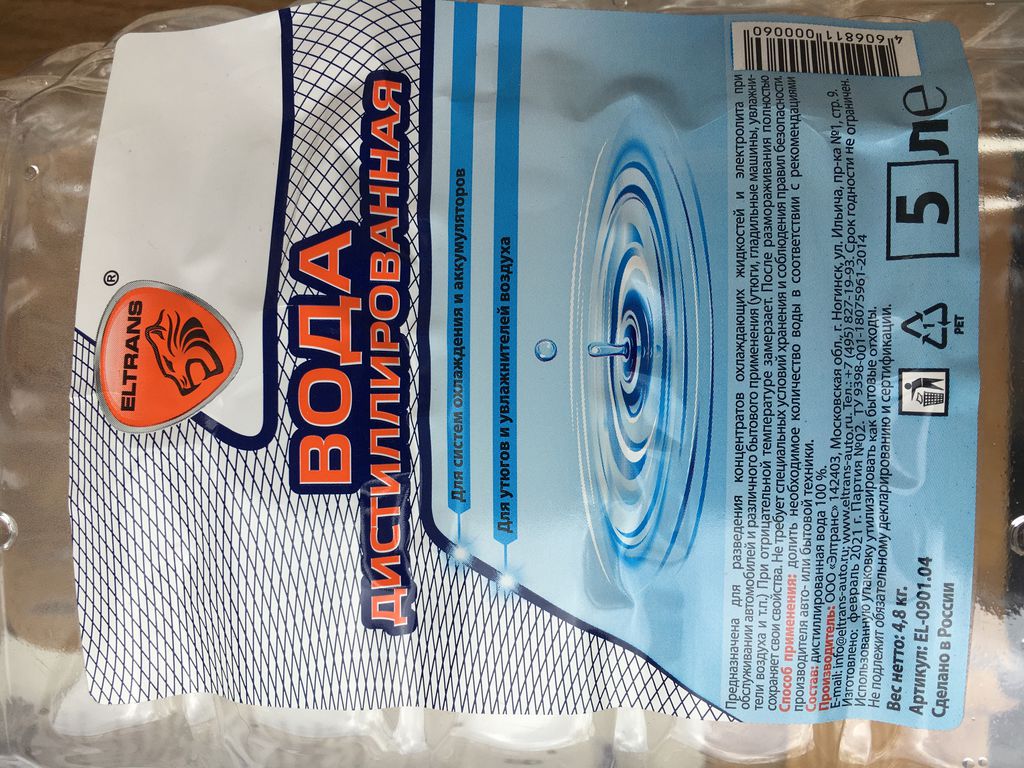 ELTRANS
®
ВОДА
ДИСТИЛЛИРОВАННАЯ
Для систем охлаждения и аккумуляторов
Для утюгов и увлажнителей воздуха
Предназначена для разведения концентратов охлаждающих жидкостей и электролита при
обслуживании автомобилей и различного бытового применения (утюги, гладильные машины, увлажни-
тели воздуха и т.п.) При отрицательной температуре замерзает. После размораживания полностью
сохраняет свои свойства. Не требует специальных условий хранения и соблюдения правил безопасности.
Способ применения: долить необходимое количество воды в соответствии с рекомендациями
производителя авто- или бытовой техники.
Состав: дистиллированная вода 100 %.
Производитель: ООО «Элтранс» 142403, Московская обл., г. Ногинск, ул. Ильича, пр-ка №1, стр. 9.
E-mail: info@eltrans-auto.ru; www.eltrans-auto.ru. Тел.: +7 (495) 827-19-93. Срок годности не ограничен.
Изготовлено: февраль 2021 г. Партия №02. ТУ 9398-001-18075961-2014
Использованную упаковку утилизировать как бытовые отходы.
Не подлежит обязательному декларированию и сертификации.
Вес нетто: 4,8 кг.
Артикул: EL-0901.04
Сделано в России
1
PET
5 л℮
4 606811 000060